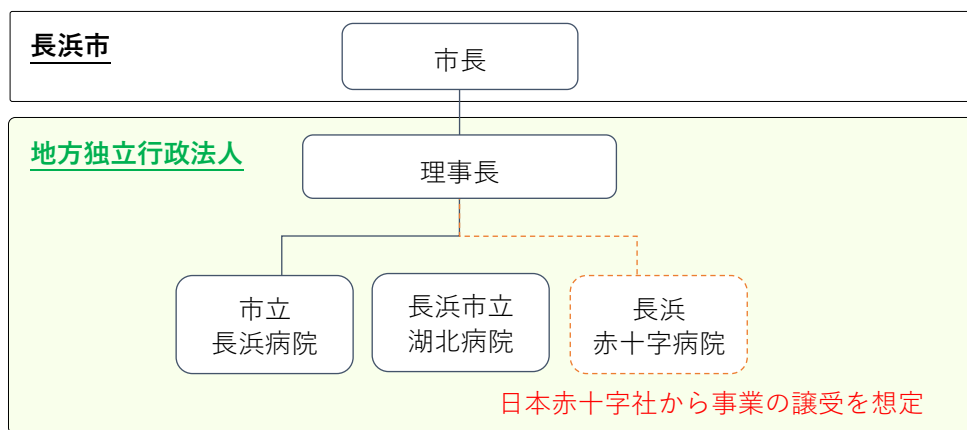 長浜市
市長
地方独立行政法人
理事長
市立
長浜病院
長浜市立
湖北病院
長浜
赤十字病院
日本赤十字社から事業の譲受を想定